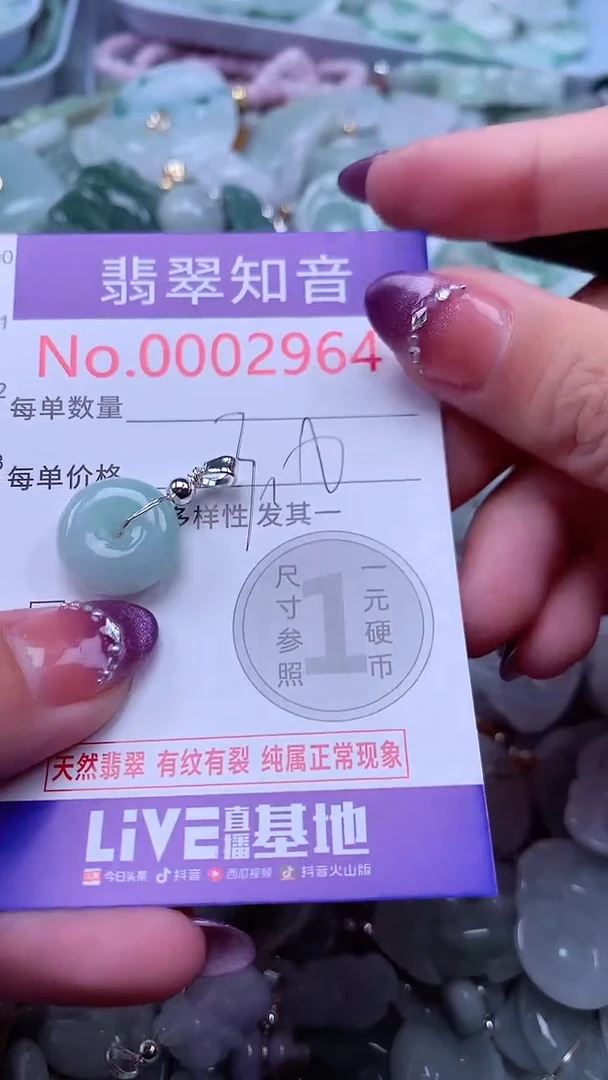 翡翠知音
No.0002964
每单数量
每单价格
多样性 发其一
尺寸参照
1
一元硬币
天然翡翠 有纹有裂 纯属正常现象
LiVE直播基地
今日头条 抖音 西瓜视频 抖音火山版